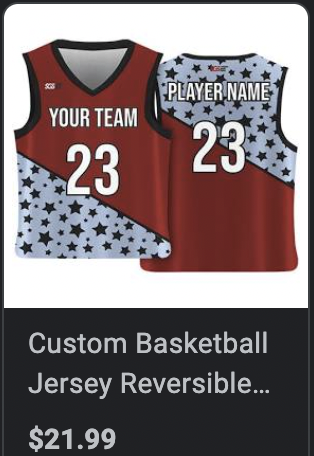 YOUR TEAM
23
PLAYER NAME
23
Custom Basketball
Jersey Reversible...
$21.99